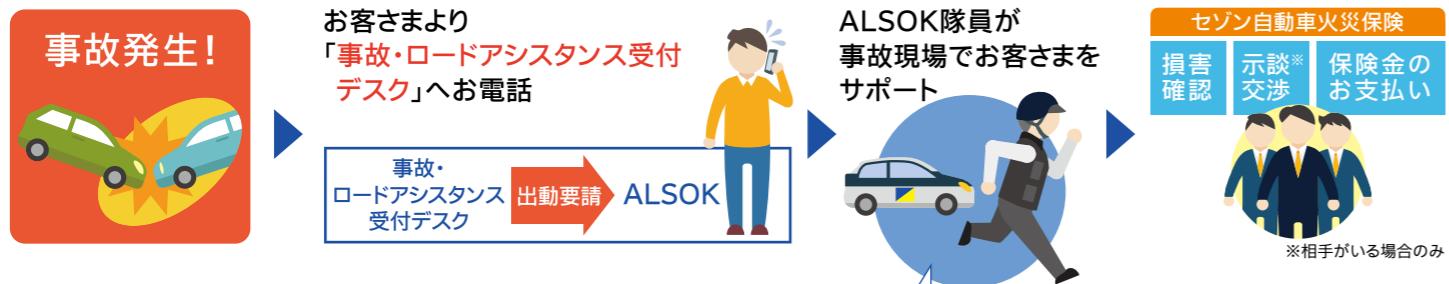 事故発生！
お客さまより
「事故・ロードアシスタンス受付
デスク」へお電話
事故・
ロードアシスタンス
受付デスク
出動要請
ALSOK
ALSOK隊員が
事故現場でお客さまを
サポート
セゾン自動車火災保険
損害
確認
示談※
交渉
保険金の
お支払い
※相手がいる場合のみ